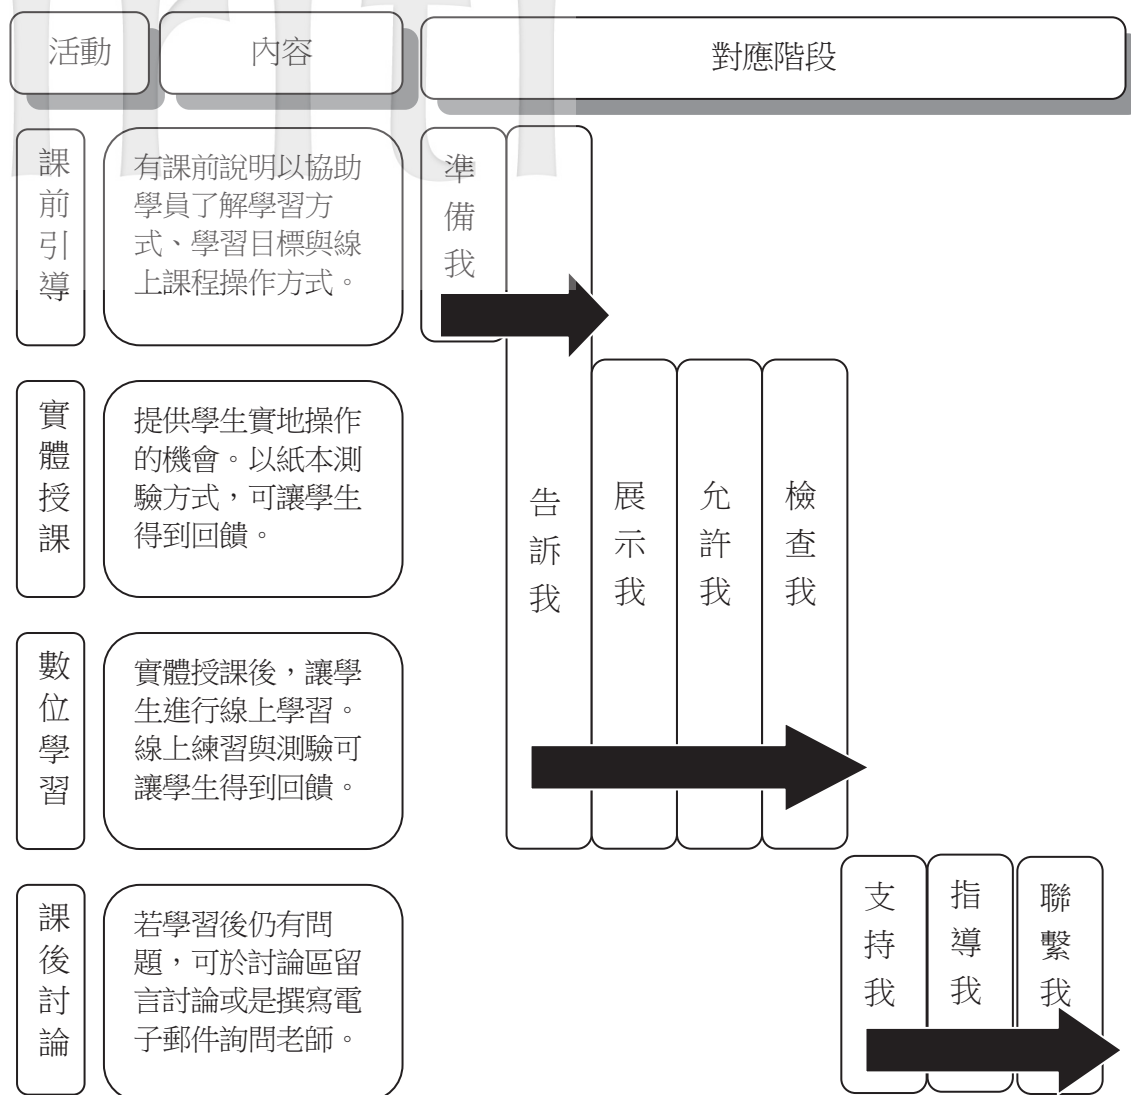 活動
內容
對應階段
課前引導
有課前說明以協助
學員了解學習方
式、學習目標與線
上課程操作方式。
準備我
實體授課
提供學生實地操作
的機會。以紙本測
驗方式，可讓學生
得到回饋。
告訴我
展示我
允許我
檢查我
數位學習
實體授課後，讓學
生進行線上學習。
線上練習與測驗可
讓學生得到回饋。
課後討論
若學習後仍有問
題，可於討論區留
言討論或是撰寫電
子郵件詢問老師。
支持我
指導我
聯繫我